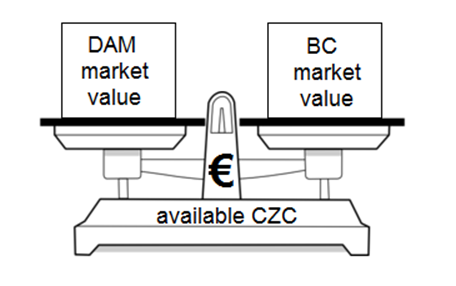 DAM
market
value
BC
market
value
€
available CZC